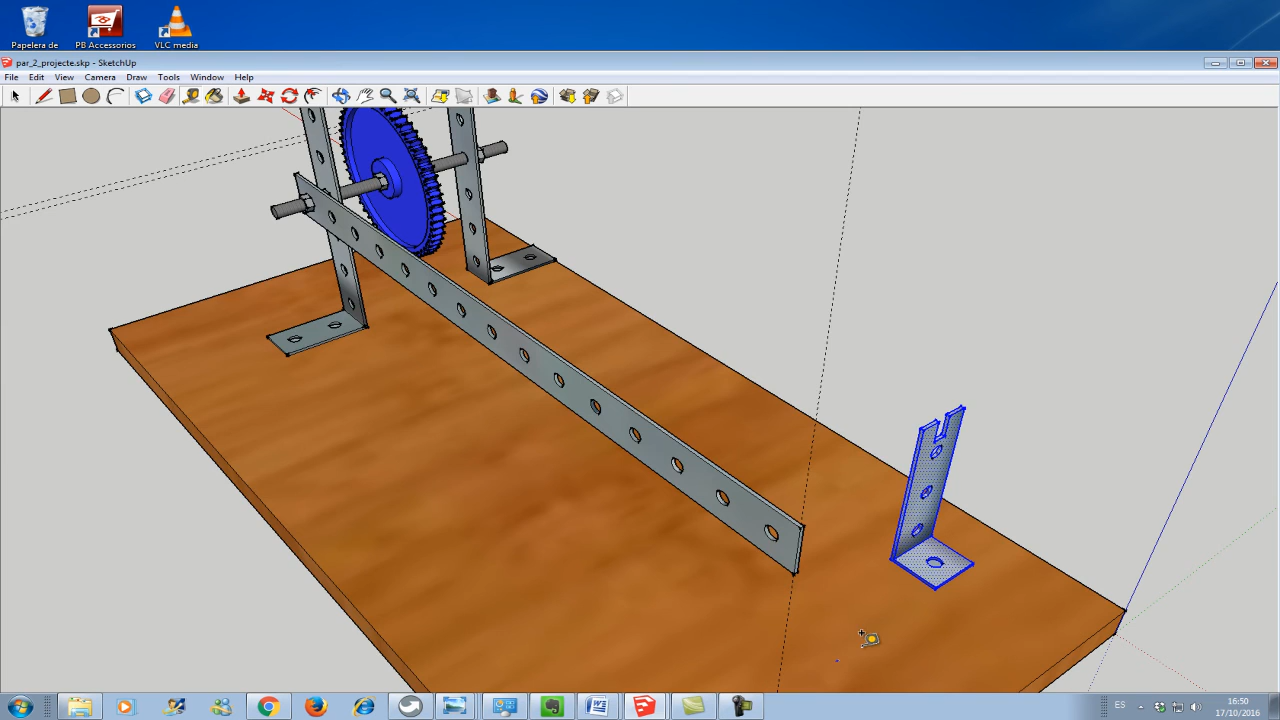 Papelera de
PB Accessorios
VLC media
par_2_projecte.skp - SketchUp
File Edit View Camera Draw Tools Window Help
ES
16:50
17/10/2016